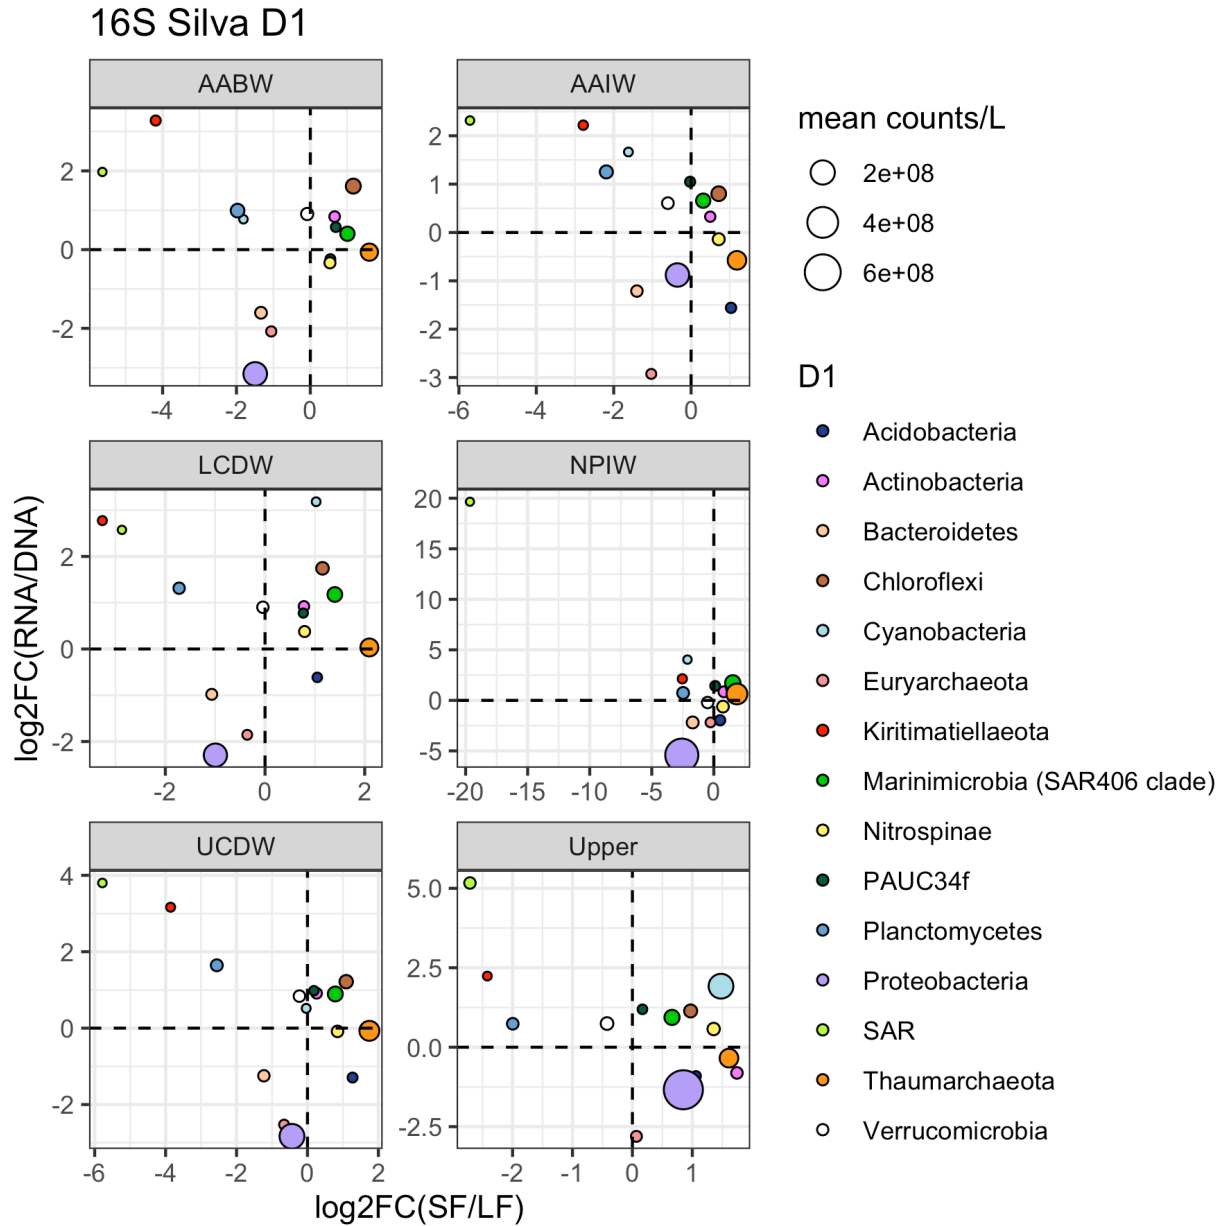 16S Silva D1
AABW
AAIW
2
0
-2
-4
-2
0
2
1
0
-1
-2
-3
-6
-4
-2
0
LCDW
NPIW
2
0
-2
-2
0
2
20
15
10
5
0
-5
-20
-15
-10
-5
0
UCDW
Upper
4
2
0
-2
-6
-4
-2
0
2
5.0
2.5
0.0
-2.5
-2
-1
0
1
log2FC(RNA/DNA)
log2FC(SF/LF)
mean counts/L
2e+08
4e+08
6e+08
D1
Acidobacteria
Actinobacteria
Bacteroidetes
Chloroflexi
Cyanobacteria
Euryarchaeota
Kiritimatiellaeota
Marinimicrobia (SAR406 clade)
Nitrospinae
PAUC34f
Planctomycetes
Proteobacteria
SAR
Thaumarchaeota
Verrucomicrobia